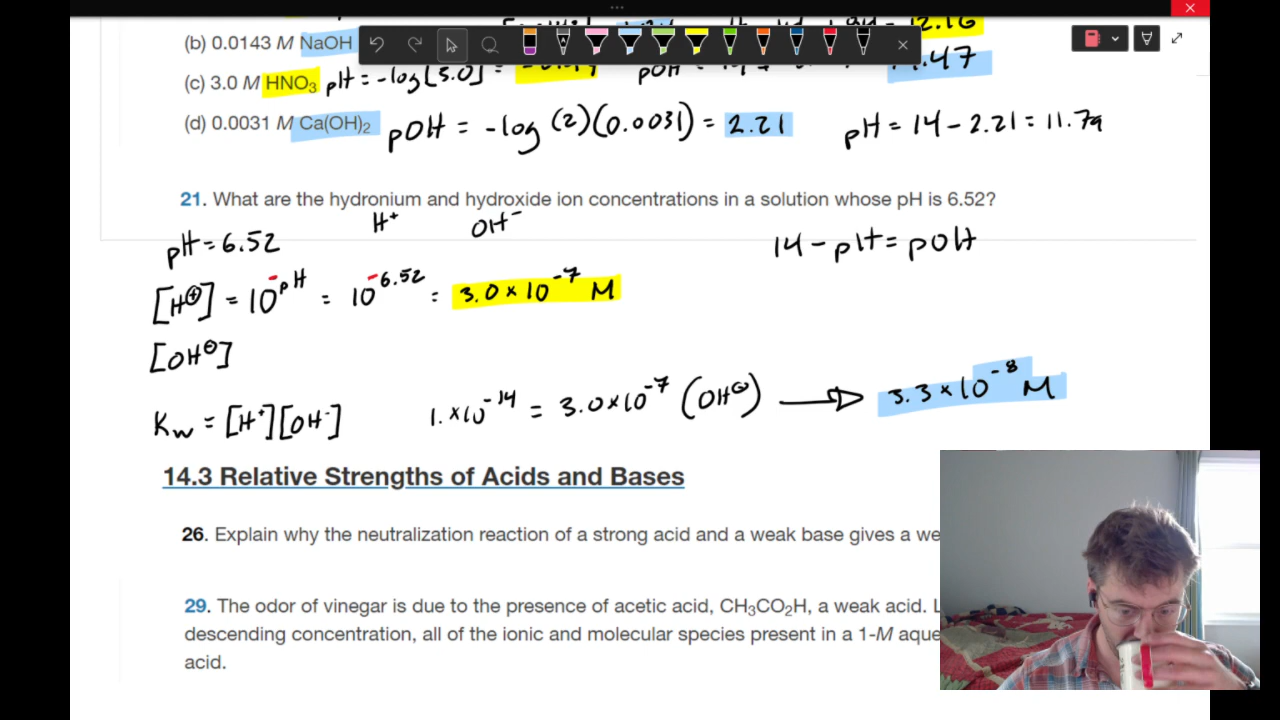 12.16
(b) 0.0143 M NaOH
.47
(c) 3.0 M HNO₃ pH = -log[5.0] =
pOH
(d) 0.0031 M Ca(OH)₂ pOH = -log (2)(0.0031) = 2.21 pH = 14 - 2.21 = 11.79
21. What are the hydronium and hydroxide ion concentrations in a solution whose pH is 6.52?
H⁺ OH⁻
pH = 6.52 14 - pH = pOH
[H⊕] = 10^-pH = 10^-6.52 = 3.0 × 10⁻⁷ M
[OH⊖]
Kw = [H⁺][OH⁻] 1. × 10⁻¹⁴ = 3.0 × 10⁻⁷ (OH⊖) → 3.3 × 10⁻⁸ M
14.3 Relative Strengths of Acids and Bases
26. Explain why the neutralization reaction of a strong acid and a weak base gives a we
29. The odor of vinegar is due to the presence of acetic acid, CH₃CO₂H, a weak acid. L
descending concentration, all of the ionic and molecular species present in a 1-M aque
acid.